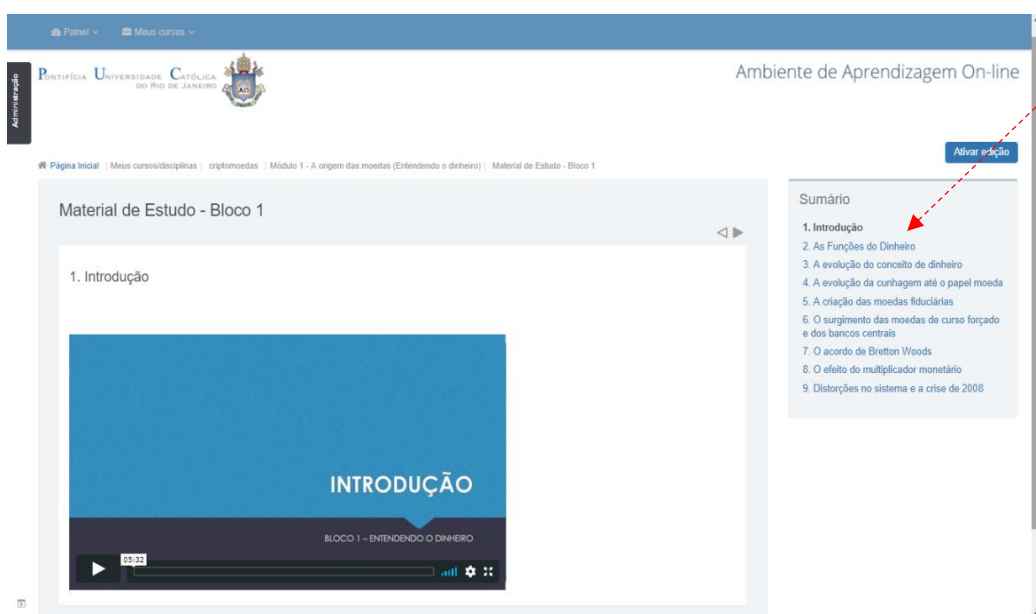 Painel
Meus cursos
Administração
PONTIFÍCIA UNIVERSIDADE CATÓLICA
DO RIO DE JANEIRO
Ambiente de Aprendizagem On-line
Ativar edição
Página Inicial | Meus cursos/disciplinas | criptomoedas | Módulo 1 - A origem das moedas (Entendendo o dinheiro) | Material de Estudo - Bloco 1
Material de Estudo - Bloco 1
1. Introdução
INTRODUÇÃO
BLOCO 1 – ENTENDENDO O DINHEIRO
05:32
Sumário
1. Introdução
2. As Funções do Dinheiro
3. A evolução do conceito de dinheiro
4. A evolução da cunhagem até o papel moeda
5. A criação das moedas fiduciárias
6. O surgimento das moedas de curso forçado
e dos bancos centrais
7. O acordo de Bretton Woods
8. O efeito do multiplicador monetário
9. Distorções no sistema e a crise de 2008